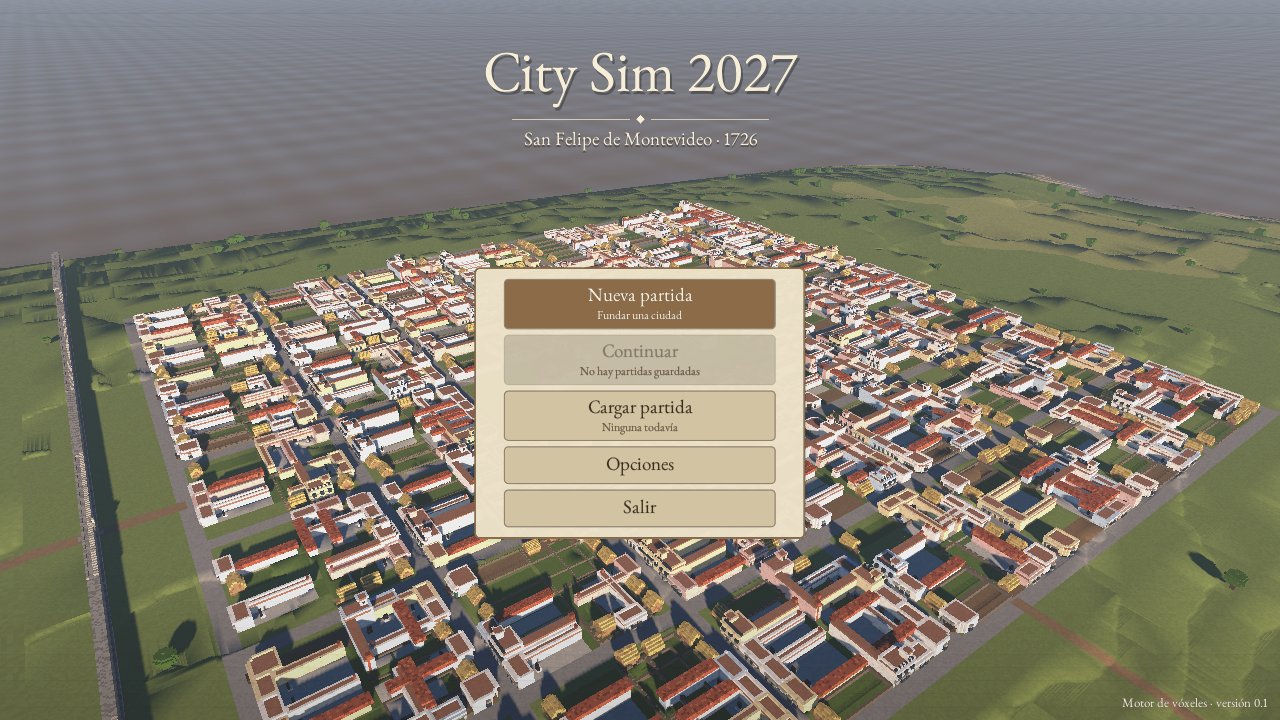 City Sim 2027
San Felipe de Montevideo · 1726
Nueva partida
Fundar una ciudad
Continuar
No hay partidas guardadas
Cargar partida
Ninguna todavía
Opciones
Salir
Motor de vóxeles · versión 0.1